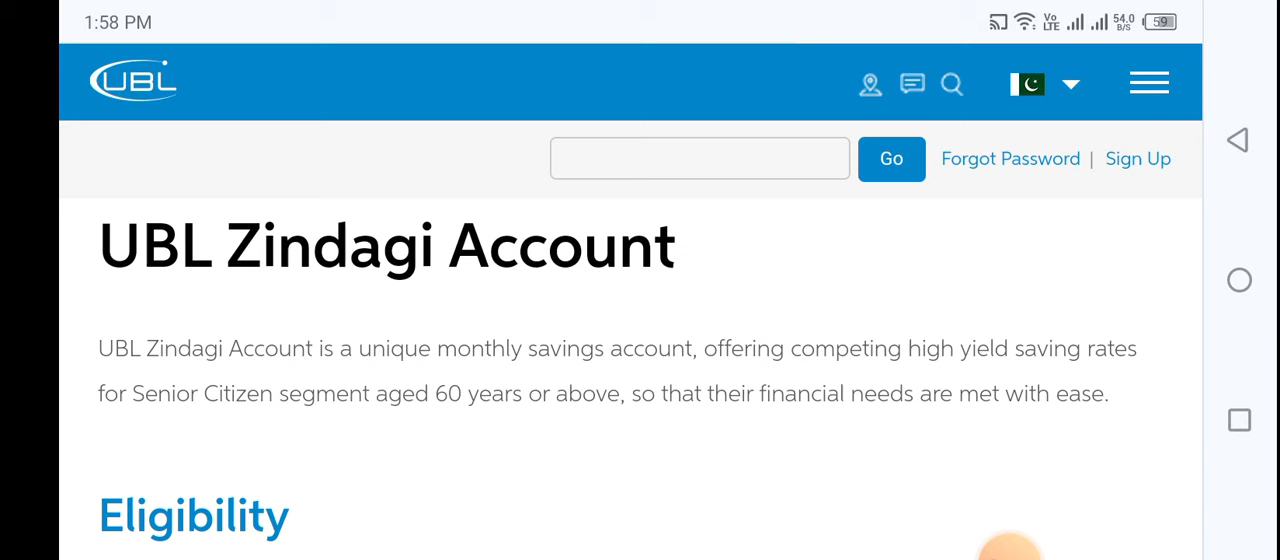 1:58 PM
Vo LTE 54.0 B/S 59
UBL
Go Forgot Password | Sign Up
UBL Zindagi Account
UBL Zindagi Account is a unique monthly savings account, offering competing high yield saving rates
for Senior Citizen segment aged 60 years or above, so that their financial needs are met with ease.
Eligibility